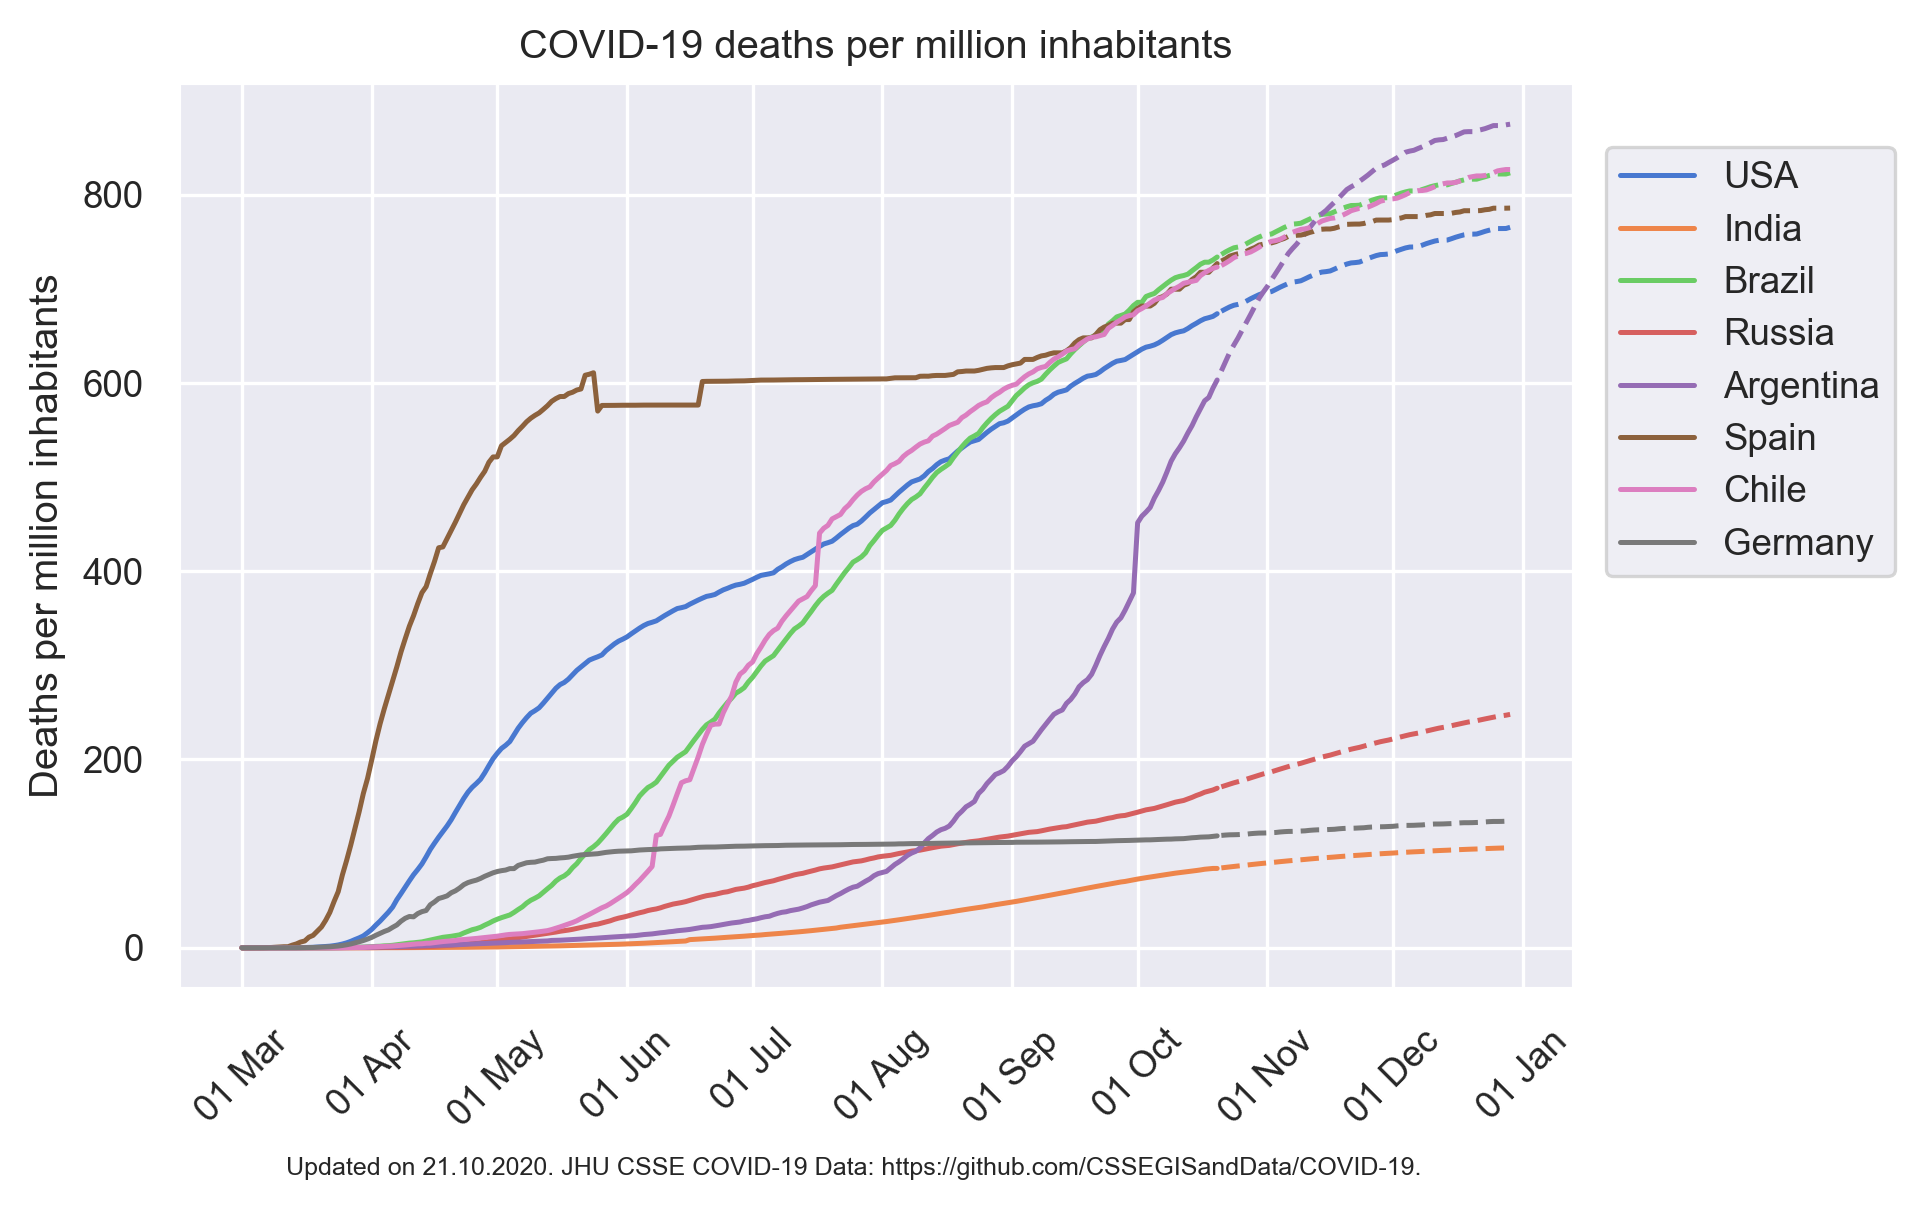 COVID-19 deaths per million inhabitants
Deaths per million inhabitants
800
600
400
200
0
01 Mar
01 Apr
01 May
01 Jun
01 Jul
01 Aug
01 Sep
01 Oct
01 Nov
01 Dec
01 Jan
USA
India
Brazil
Russia
Argentina
Spain
Chile
Germany
Updated on 21.10.2020. JHU CSSE COVID-19 Data: https://github.com/CSSEGISandData/COVID-19.